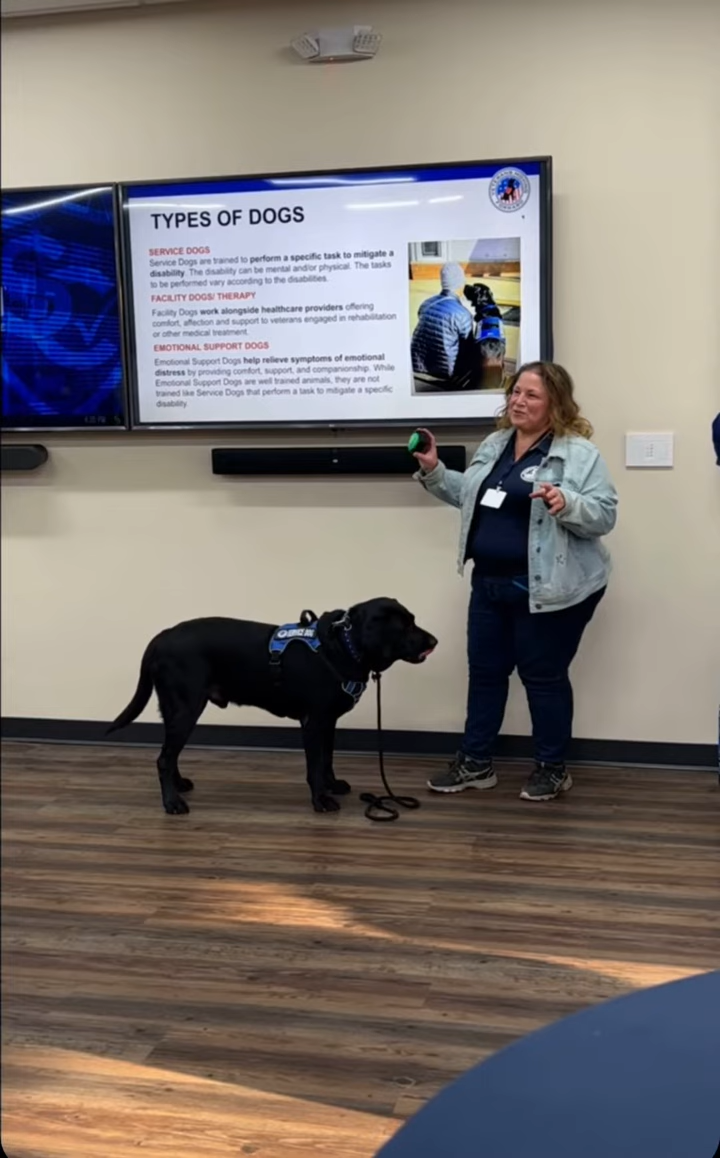 TYPES OF DOGS
SERVICE DOGS
Service Dogs are trained to perform a specific task to mitigate a
disability. The disability can be mental and/or physical. The tasks
to be performed vary according to the disabilities.
FACILITY DOGS/ THERAPY
Facility Dogs work alongside healthcare providers offering
comfort, affection and support to veterans engaged in rehabilitation
or other medical treatment.
EMOTIONAL SUPPORT DOGS
Emotional Support Dogs help relieve symptoms of emotional
distress by providing comfort, support, and companionship. While
Emotional Support Dogs are well trained animals, they are not
trained like Service Dogs that perform a task to mitigate a specific
disability.
SERVICE DOG